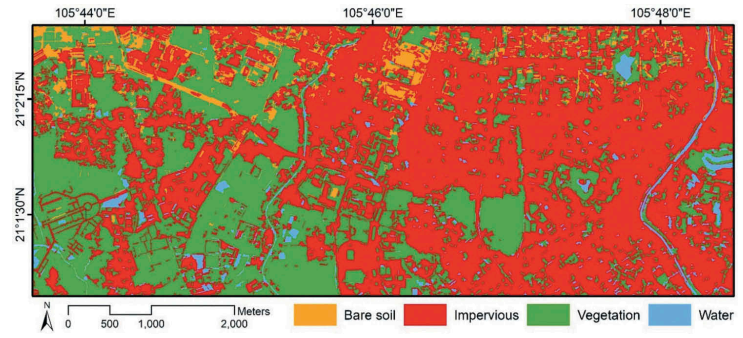 105°44'0"E 105°46'0"E 105°48'0"E
21°2'15"N
21°1'30"N
N
0 500 1,000 2,000 Meters
Bare soil Impervious Vegetation Water